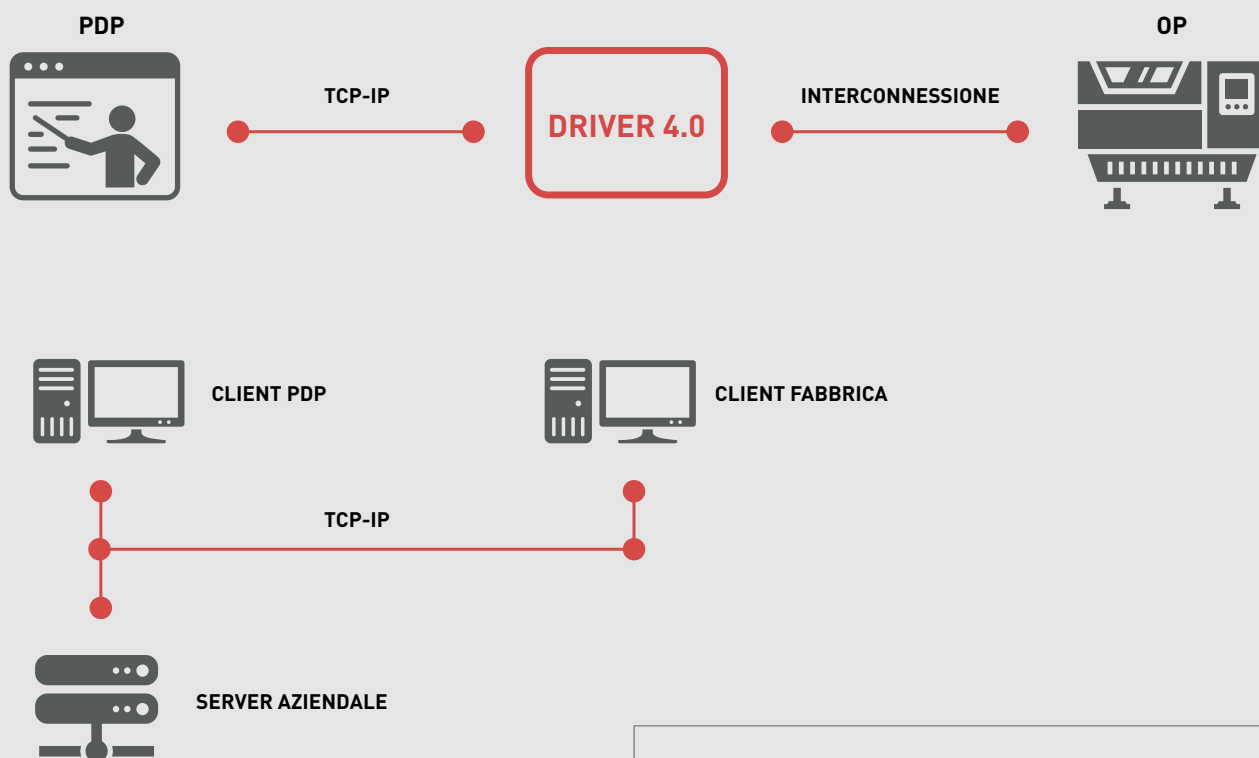 PDP
OP
TCP-IP
DRIVER 4.0
INTERCONNESSIONE
CLIENT PDP
CLIENT FABBRICA
TCP-IP
SERVER AZIENDALE